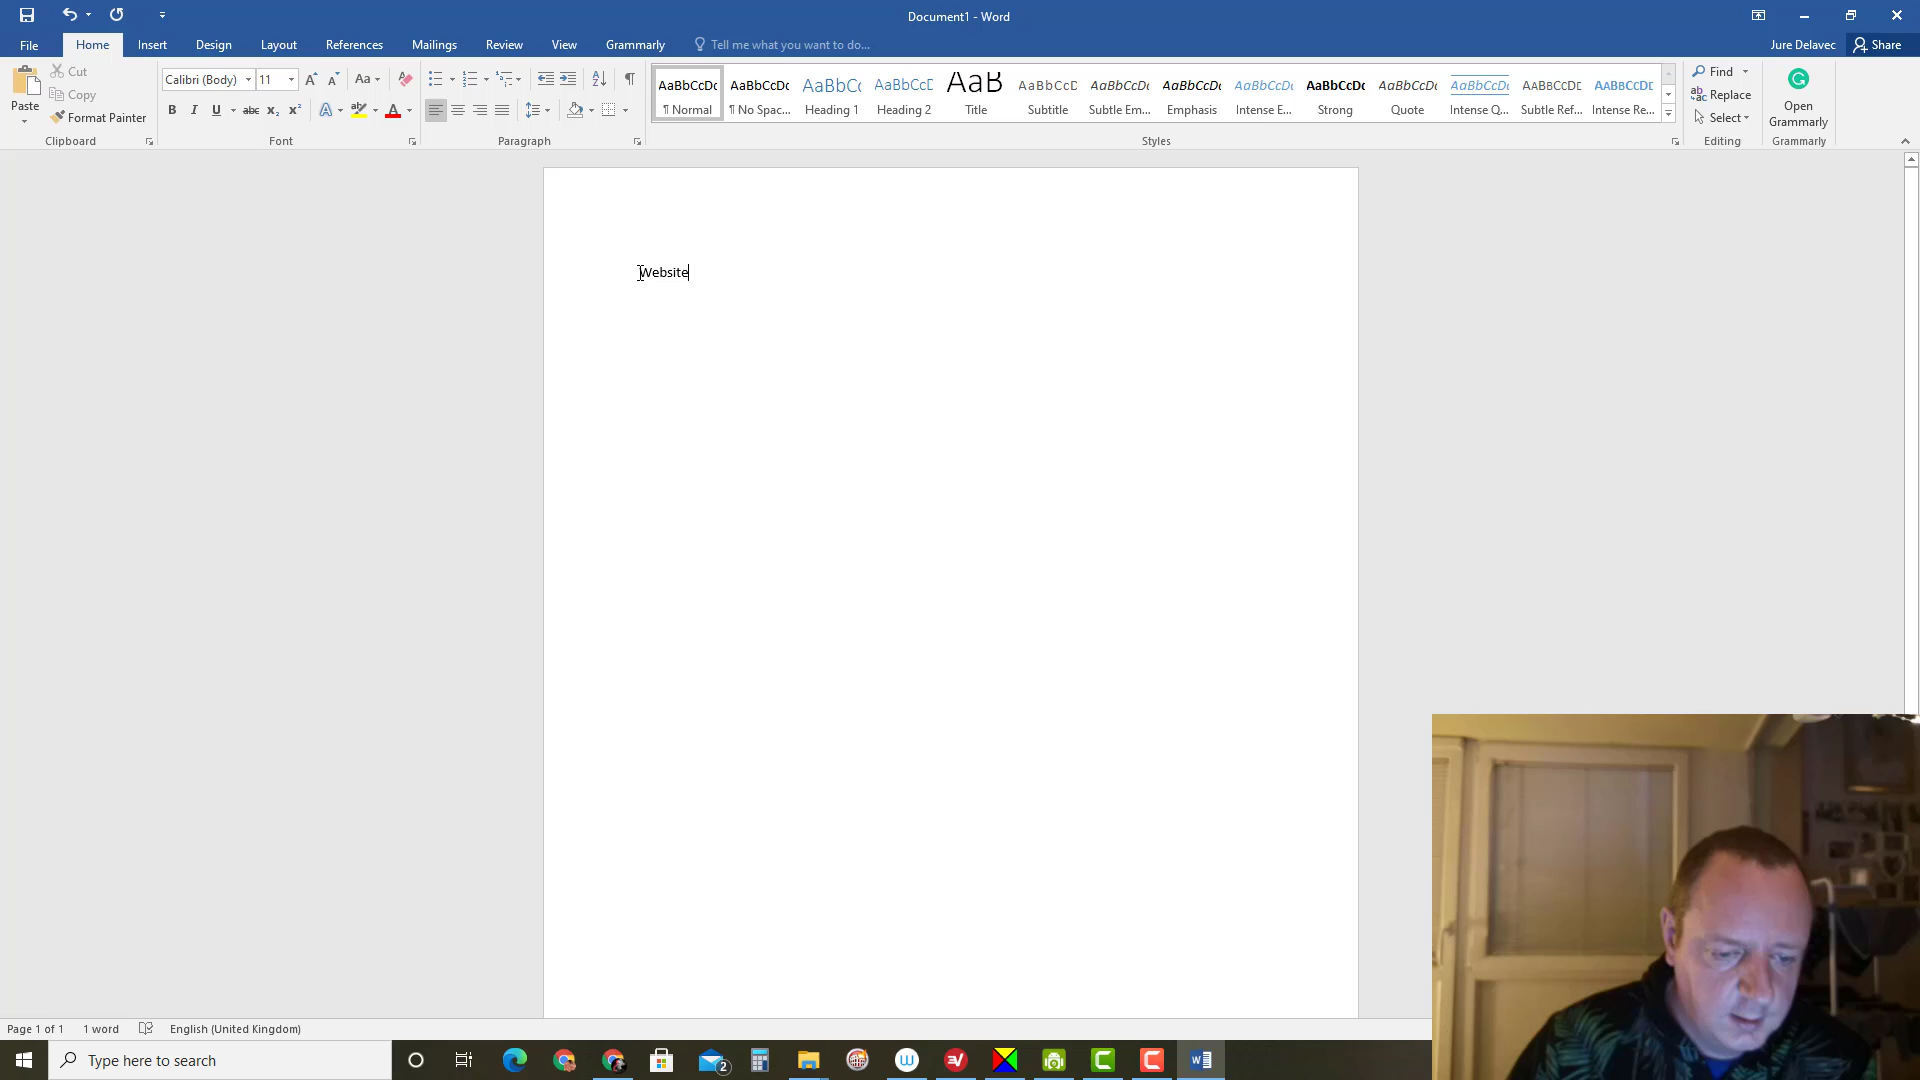 Document1 - Word
File Home Insert Design Layout References Mailings Review View Grammarly Tell me what you want to do... Jure Delavec Share
Paste
Cut
Copy
Format Painter
Clipboard
Calibri (Body) 11
Font
Paragraph
AaBbCcDc AaBbCcDc AaBbCc AaBbCcD AaB AaBbCcD AaBbCcDc AaBbCcDc AaBbCcDc AaBbCcDc AaBbCcDc AaBbCcDc AABBCCDD AABBCCDD
¶ Normal ¶ No Spac... Heading 1 Heading 2 Title Subtitle Subtle Em... Emphasis Intense E... Strong Quote Intense Q... Subtle Ref... Intense Re...
Styles
Find
Replace
Select
Editing
Open
Grammarly
Grammarly
Website
Page 1 of 1 1 word English (United Kingdom)
Type here to search
2